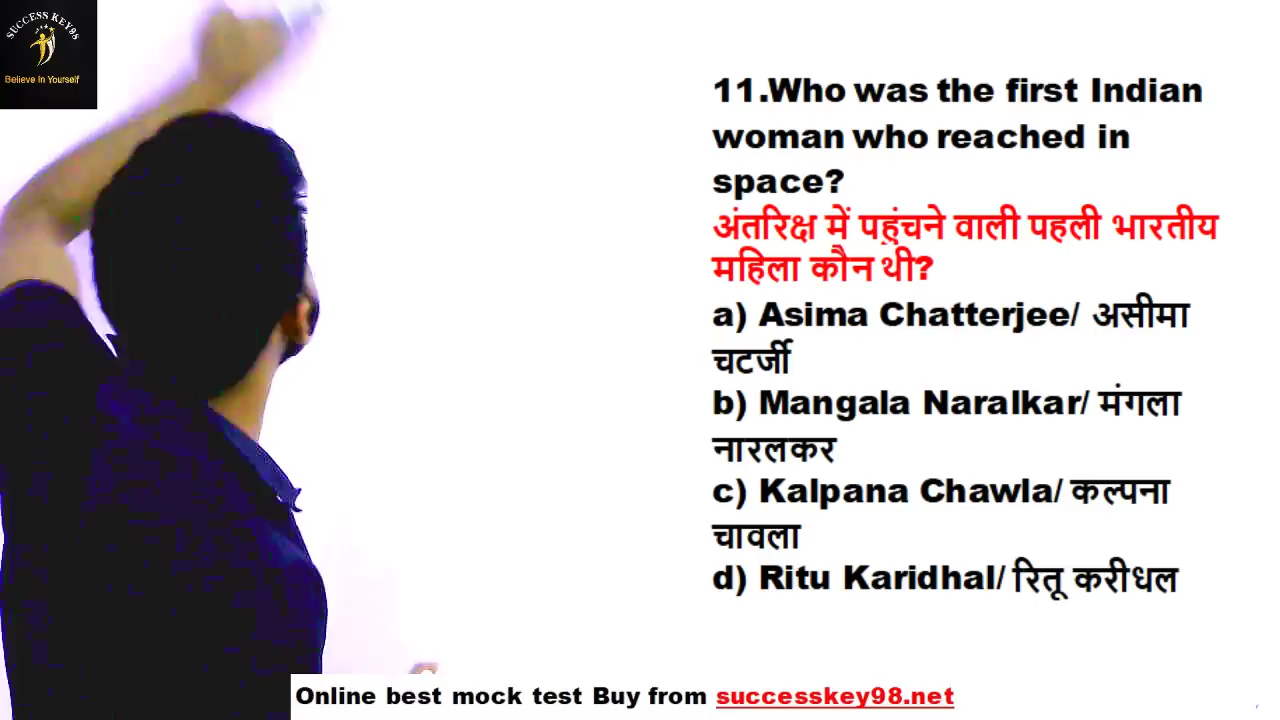 SUCCESS KEY98
Believe In Yourself
11.Who was the first Indian
woman who reached in
space?
अंतरिक्ष में पहुंचने वाली पहली भारतीय
महिला कौन थी?
a) Asima Chatterjee/ असीमा
चटर्जी
b) Mangala Naralkar/ मंगला
नारलकर
c) Kalpana Chawla/ कल्पना
चावला
d) Ritu Karidhal/ रितू करीधल
Online best mock test Buy from successkey98.net